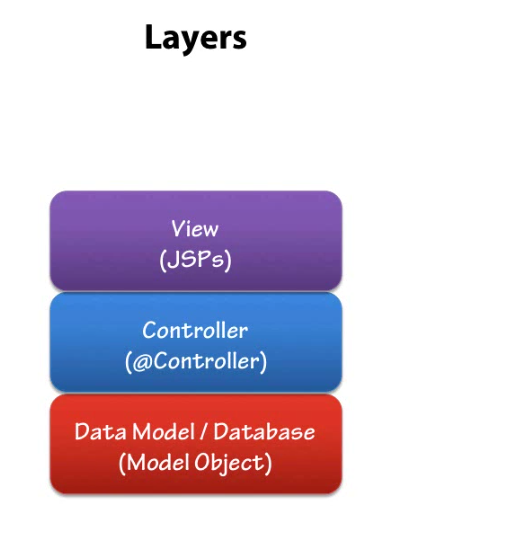 Layers
View
(JSPs)
Controller
(@Controller)
Data Model / Database
(Model Object)